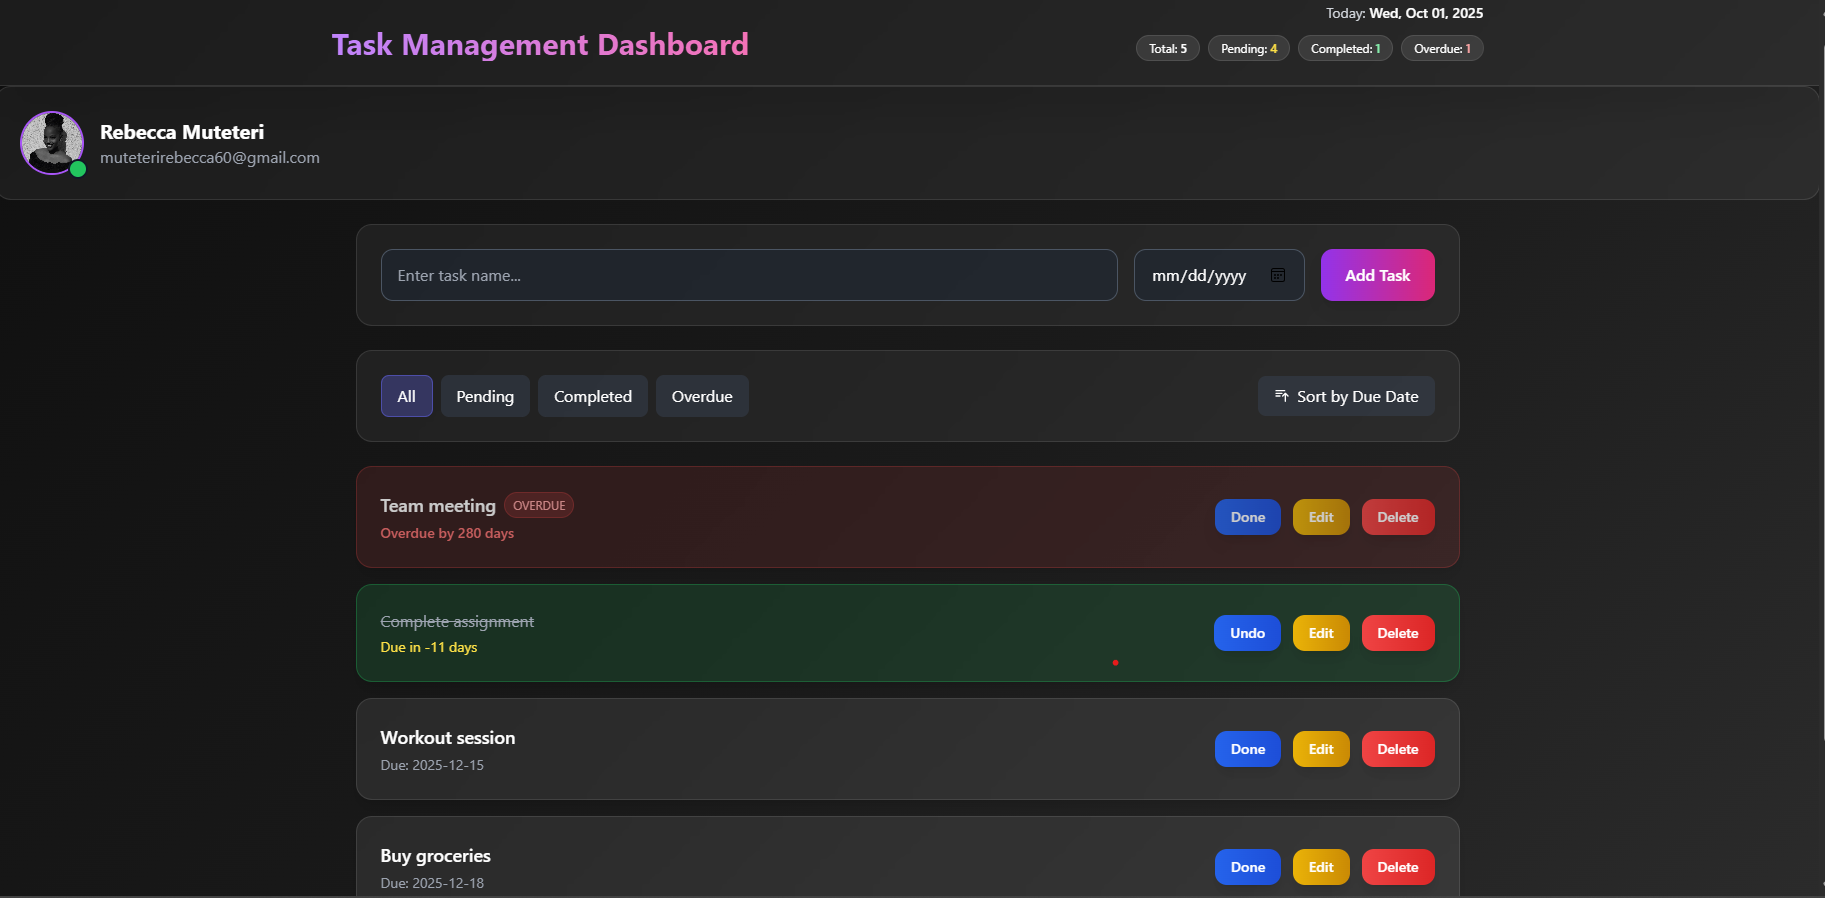 Today: Wed, Oct 01, 2025
Task Management Dashboard
Total: 5 Pending: 4 Completed: 1 Overdue: 1
Rebecca Muteteri
muteterirebecca60@gmail.com
Enter task name... mm/dd/yyyy Add Task
All Pending Completed Overdue Sort by Due Date
Team meeting OVERDUE
Overdue by 280 days
Done Edit Delete
Complete assignment
Due in -11 days
Undo Edit Delete
Workout session
Due: 2025-12-15
Done Edit Delete
Buy groceries
Due: 2025-12-18
Done Edit Delete